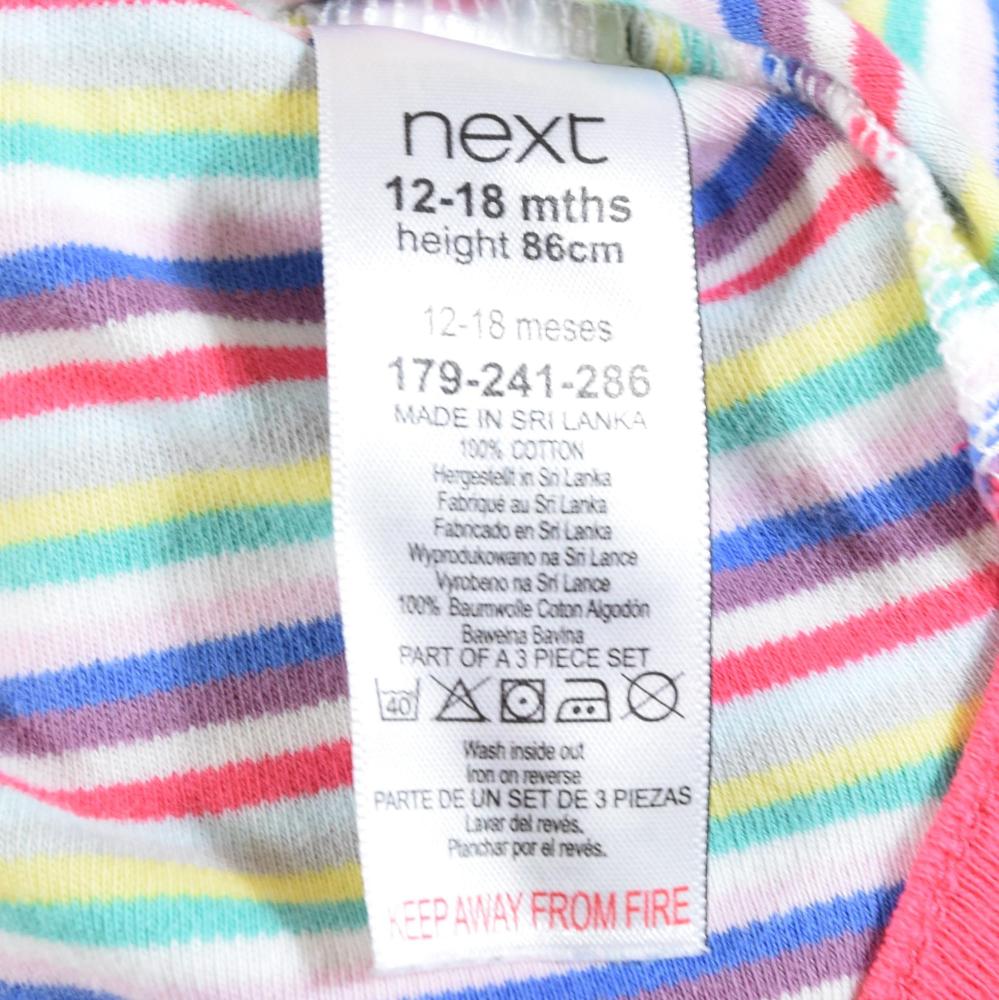 next
12-18 mths
height 86cm
12-18 meses
179-241-286
MADE IN SRI LANKA
100% COTTON
Hergestellt in Sri Lanka
Fabriqué au Sri Lanka
Fabricado en Sri Lanka
Wyprodukowano na Sri Lance
Vyrobeno na Srí Lance
100% Baumwolle Coton Algodón
Bawełna Bavlna
PART OF A 3 PIECE SET
40
Wash inside out
Iron on reverse
PARTE DE UN SET DE 3 PIEZAS
Lavar del revés.
Planchar por el revés.
KEEP AWAY FROM FIRE